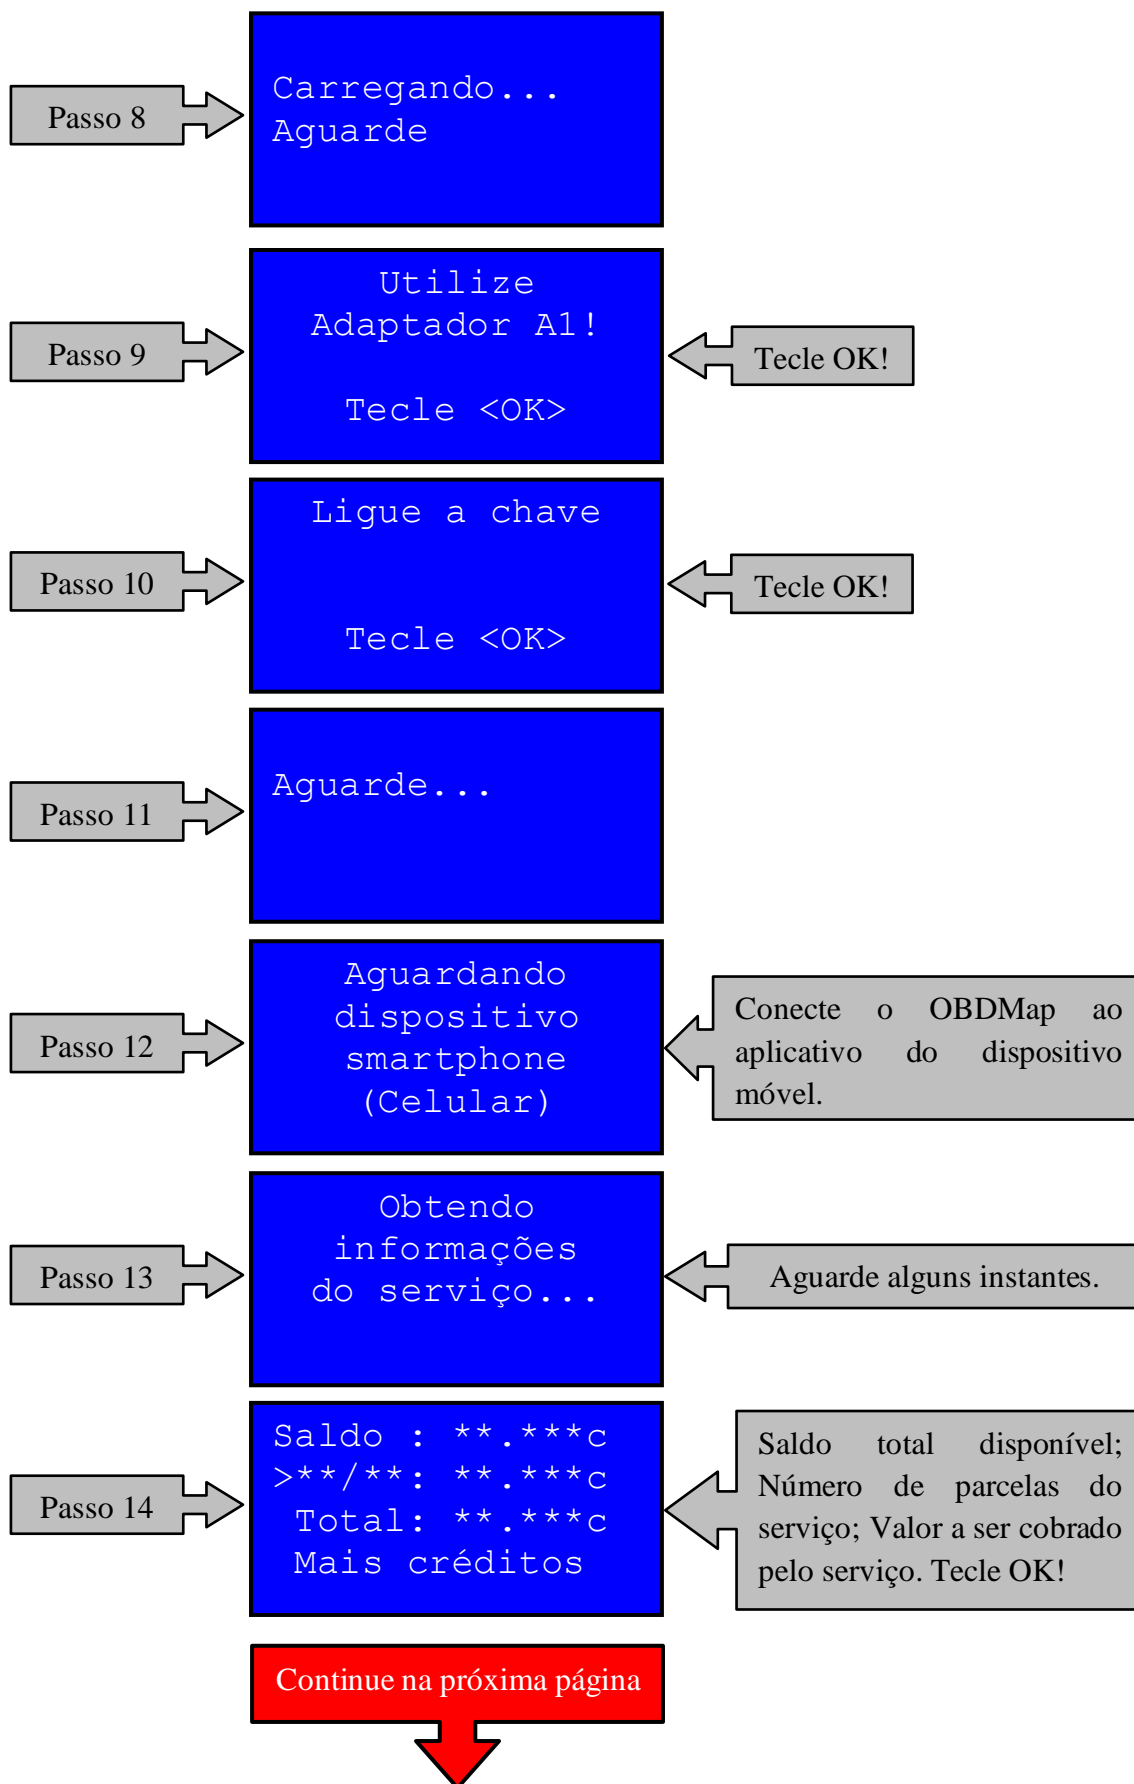 Passo 8
Carregando...
Aguarde
Passo 9
Utilize
Adaptador A1!
Tecle <OK>
Tecle OK!
Passo 10
Ligue a chave
Tecle <OK>
Tecle OK!
Passo 11
Aguarde...
Passo 12
Aguardando
dispositivo
smartphone
(Celular)
Conecte o OBDMap ao
aplicativo do dispositivo
móvel.
Passo 13
Obtendo
informações
do serviço...
Aguarde alguns instantes.
Passo 14
Saldo : **.***c
>**/**: **.***c
Total: **.***c
Mais créditos
Saldo total disponível;
Número de parcelas do
serviço; Valor a ser cobrado
pelo serviço. Tecle OK!
Continue na próxima página